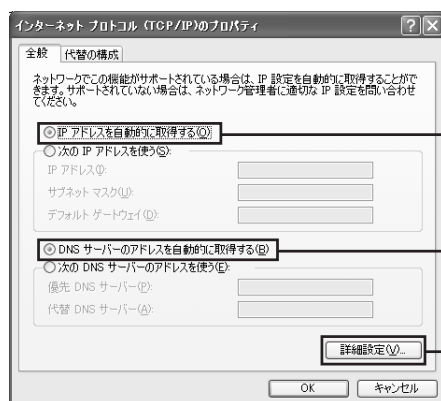 インターネット プロトコル (TCP/IP)のプロパティ
全般 代替の構成
ネットワークでこの機能がサポートされている場合は、IP 設定を自動的に取得することがで
きます。サポートされていない場合は、ネットワーク管理者に適切な IP 設定を問い合わせ
てください。
IP アドレスを自動的に取得する(O)
次の IP アドレスを使う(S):
IP アドレス(I):
サブネット マスク(U):
デフォルト ゲートウェイ(D):
DNS サーバーのアドレスを自動的に取得する(B)
次の DNS サーバーのアドレスを使う(E):
優先 DNS サーバー(P):
代替 DNS サーバー(A):
詳細設定(V)...
OK キャンセル